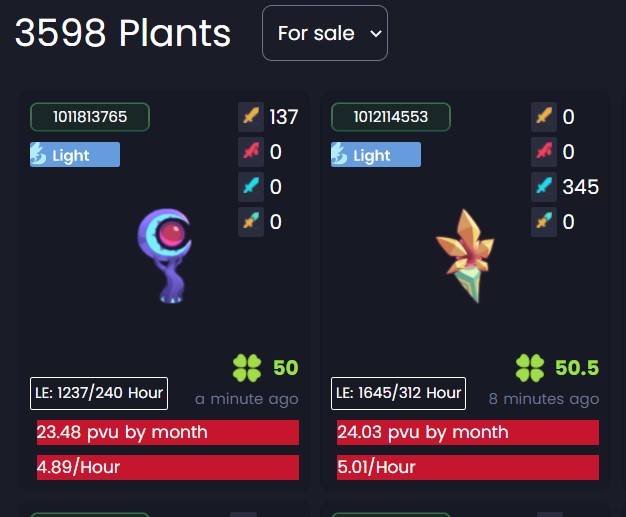 3598 Plants
For sale
1011813765
137
Light
0
0
0
50
LE: 1237/240 Hour
a minute ago
23.48 pvu by month
4.89/Hour
1012114553
0
Light
0
345
0
50.5
LE: 1645/312 Hour
8 minutes ago
24.03 pvu by month
5.01/Hour